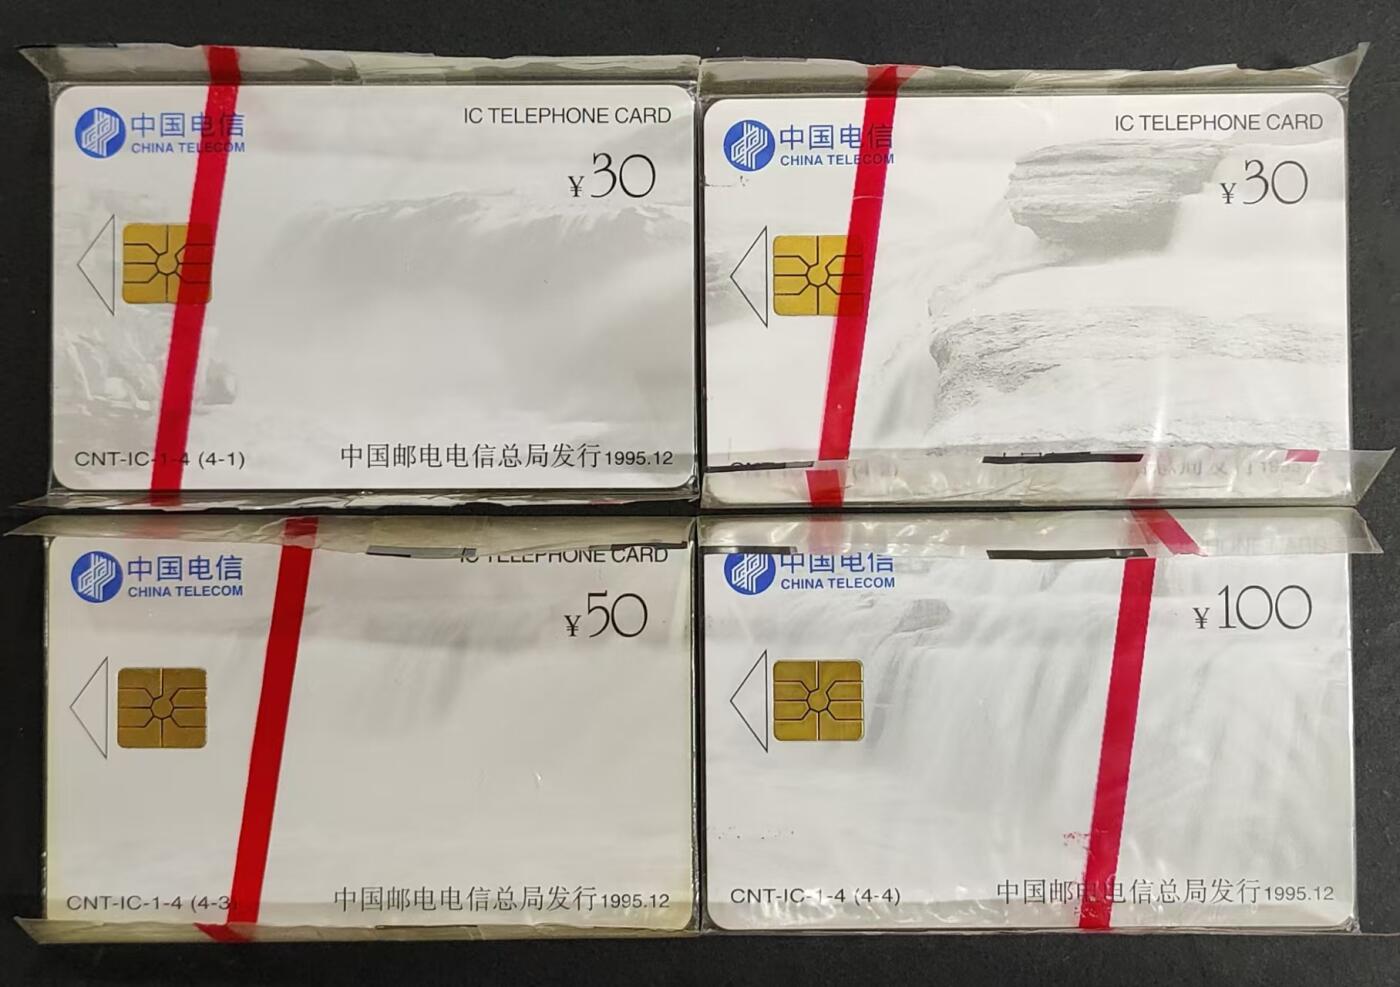 中国电信
CHINA TELECOM
IC TELEPHONE CARD
¥30
CNT-IC-1-4 (4-1)
中国邮电电信总局发行1995.12
中国电信
CHINA TELECOM
IC TELEPHONE CARD
¥30
中国电信
CHINA TELECOM
IC TELEPHONE CARD
¥50
CNT-IC-1-4 (4-3)
中国邮电电信总局发行1995.12
中国电信
CHINA TELECOM
¥100
CNT-IC-1-4 (4-4)
中国邮电电信总局发行1995.12